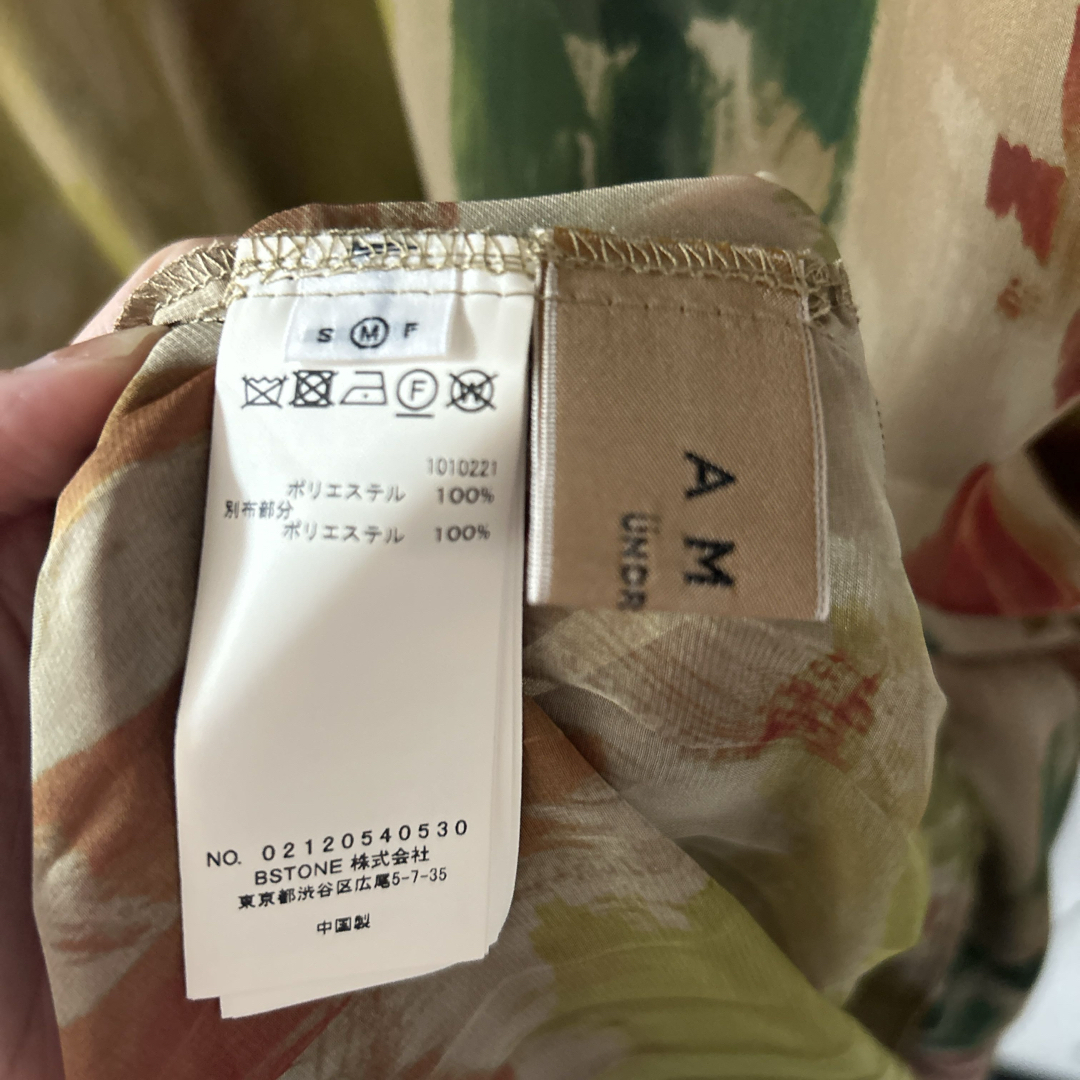 S M F
F W
1010221
ポリエステル 100%
別布部分
ポリエステル 100%
NO. 02120540530
BSTONE 株式会社
東京都渋谷区広尾5-7-35
中国製
A M
ÜNDR